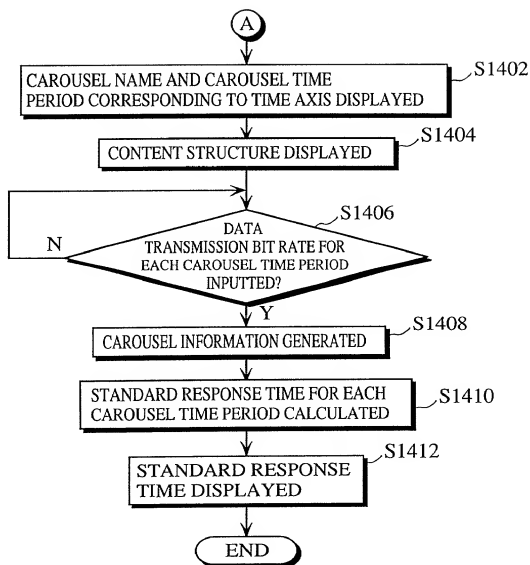 A
CAROUSEL NAME AND CAROUSEL TIME
PERIOD CORRESPONDING TO TIME AXIS DISPLAYED
S1402
CONTENT STRUCTURE DISPLAYED
S1404
DATA
TRANSMISSION BIT RATE FOR
EACH CAROUSEL TIME PERIOD
INPUTTED?
S1406
N
Y
CAROUSEL INFORMATION GENERATED
S1408
STANDARD RESPONSE TIME FOR EACH
CAROUSEL TIME PERIOD CALCULATED
S1410
STANDARD RESPONSE
TIME DISPLAYED
S1412
END